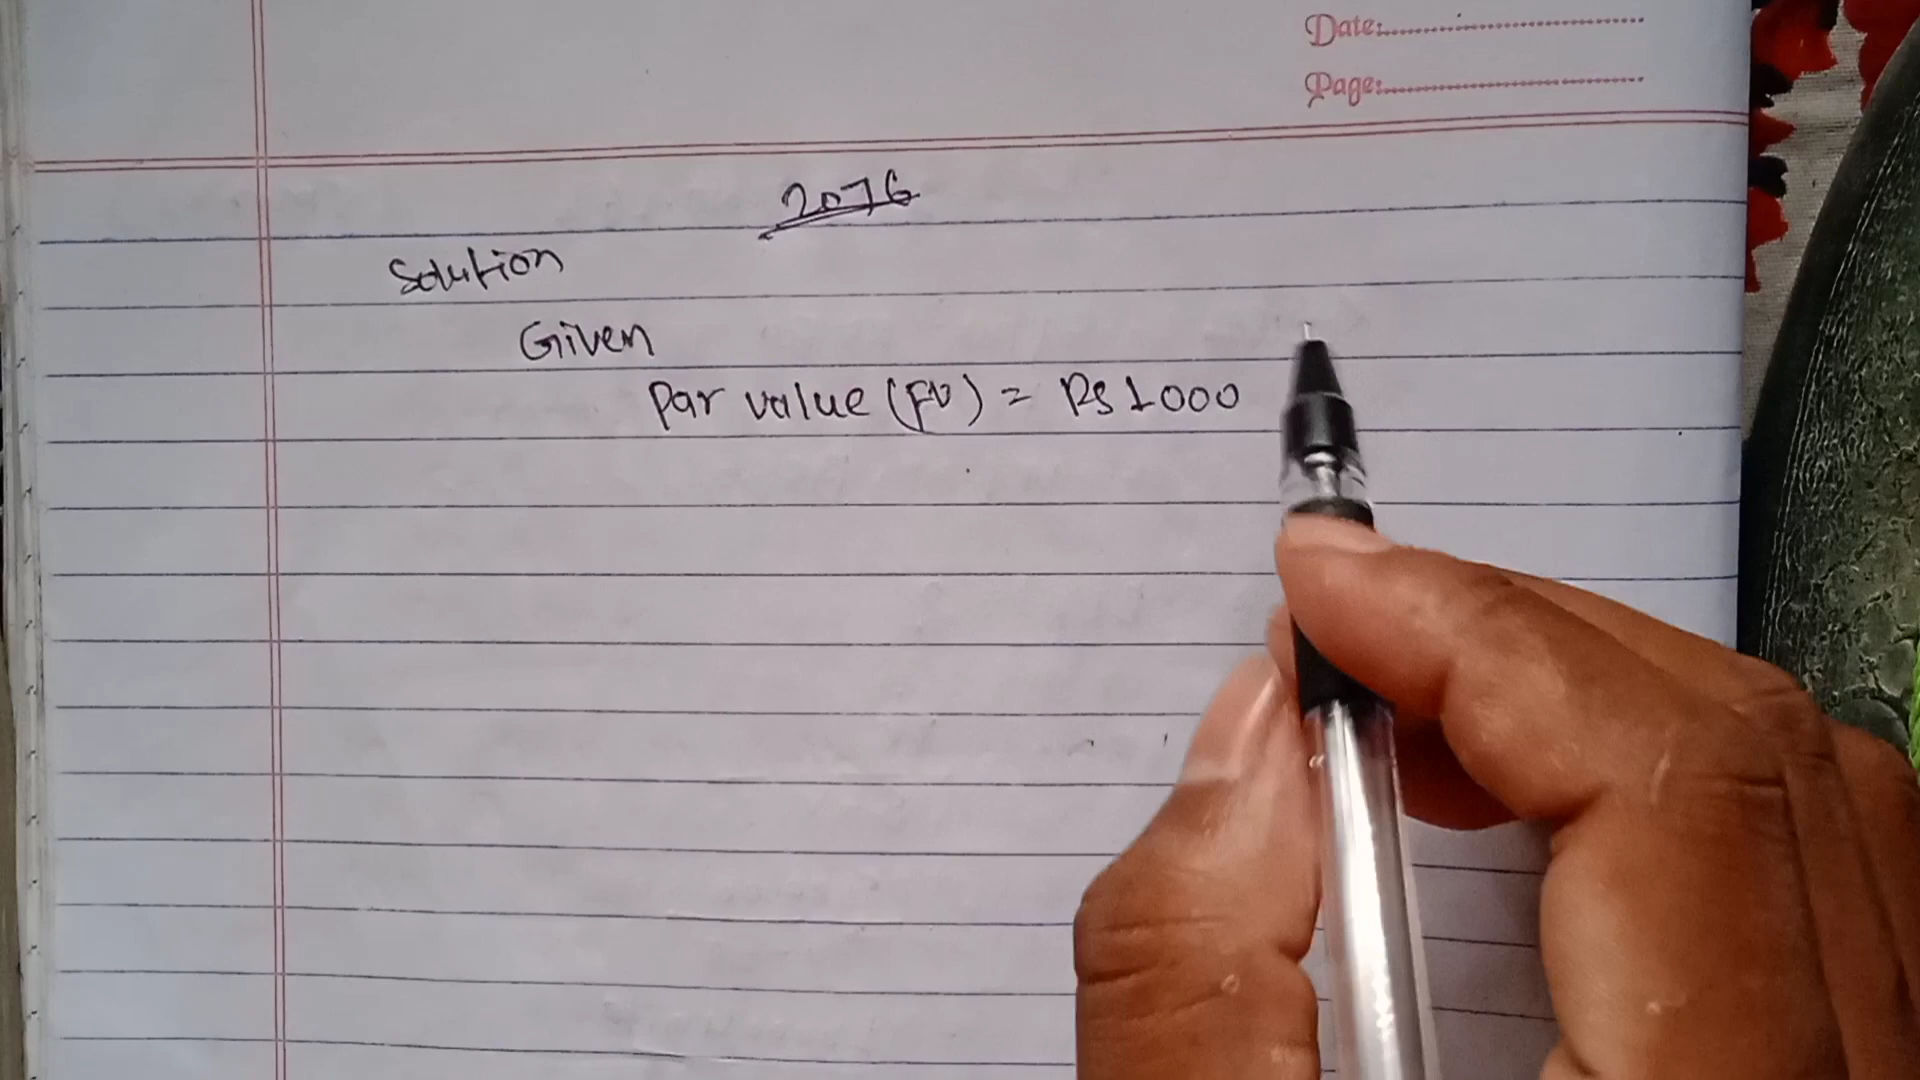 Date:
Page:
2076
Solution
Given
Par value (FV) = Rs 1000